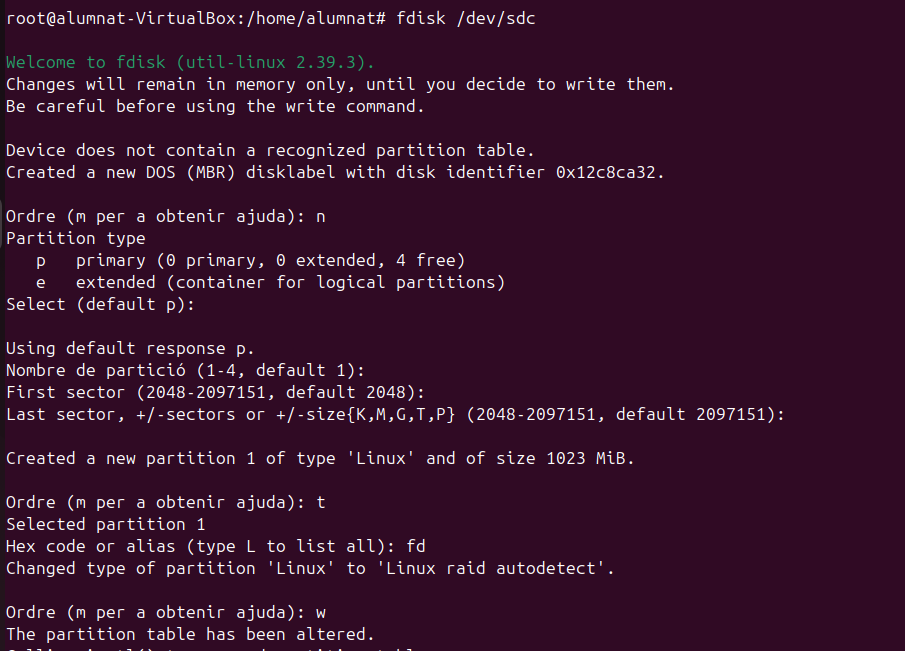 root@alumnat-VirtualBox:/home/alumnat# fdisk /dev/sdc
Welcome to fdisk (util-linux 2.39.3).
Changes will remain in memory only, until you decide to write them.
Be careful before using the write command.
Device does not contain a recognized partition table.
Created a new DOS (MBR) disklabel with disk identifier 0x12c8ca32.
Ordre (m per a obtenir ajuda): n
Partition type
   p   primary (0 primary, 0 extended, 4 free)
   e   extended (container for logical partitions)
Select (default p):
Using default response p.
Nombre de partició (1-4, default 1):
First sector (2048-2097151, default 2048):
Last sector, +/-sectors or +/-size{K,M,G,T,P} (2048-2097151, default 2097151):
Created a new partition 1 of type 'Linux' and of size 1023 MiB.
Ordre (m per a obtenir ajuda): t
Selected partition 1
Hex code or alias (type L to list all): fd
Changed type of partition 'Linux' to 'Linux raid autodetect'.
Ordre (m per a obtenir ajuda): w
The partition table has been altered.